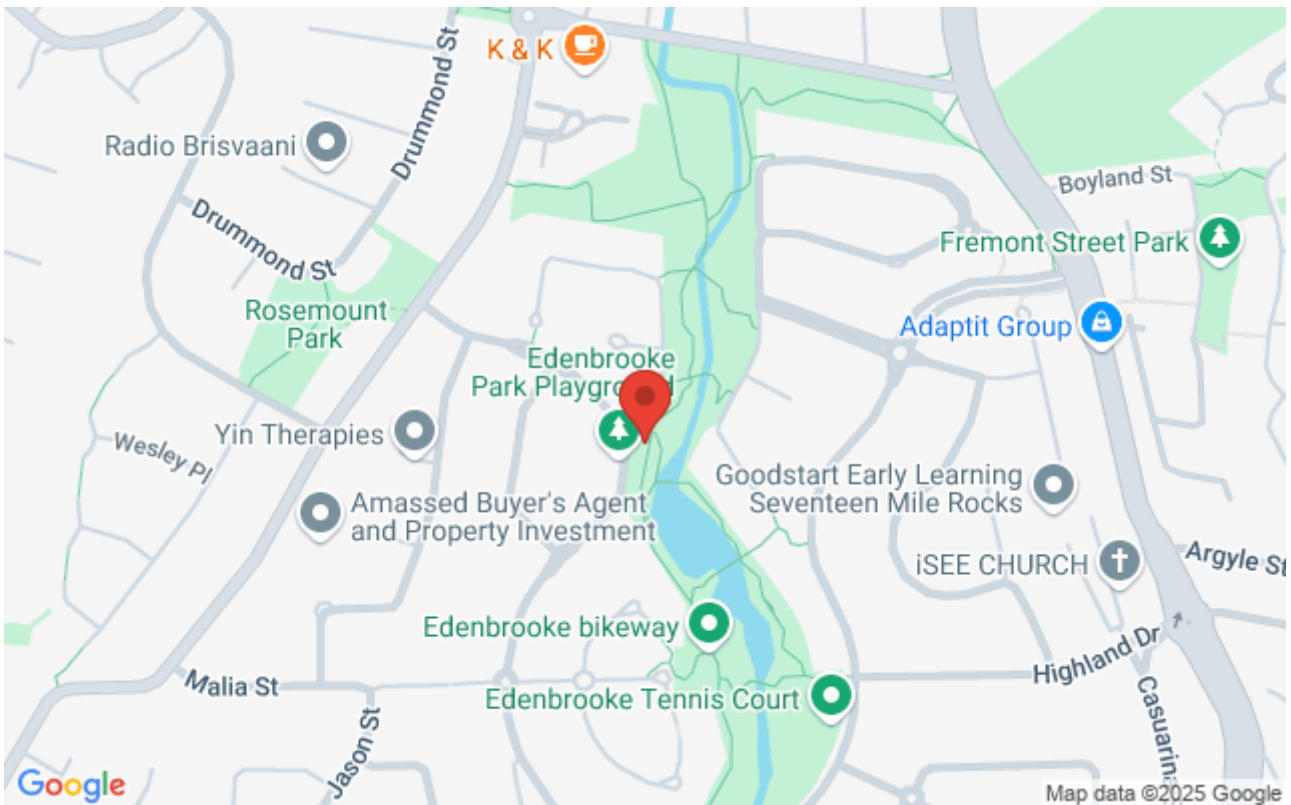 K & K
Drummond St
Radio Brisvaani
Boyland St
Drummond St
Fremont Street Park
Rosemount
Park
Adaptit Group
Edenbrooke
Park Playground
Yin Therapies
Wesley Pl
Goodstart Early Learning
Seventeen Mile Rocks
Amassed Buyer's Agent
and Property Investment
iSEE CHURCH
Argyle St
Edenbrooke bikeway
Highland Dr
Malia St
Edenbrooke Tennis Court
Casuarina
Jason St
Google
Map data ©2025 Google